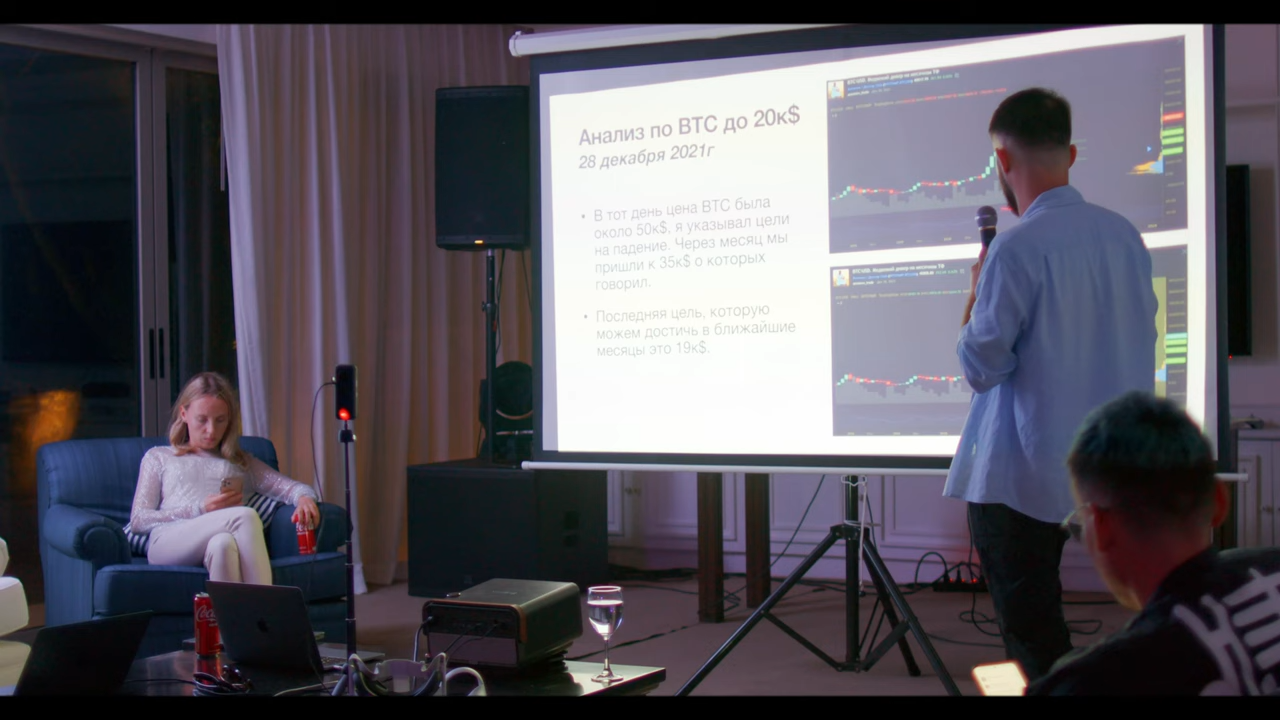 Анализ по BTC до 20к$
28 декабря 2021г
• В тот день цена BTC была
около 50к$, я указывал цели
на падение. Через месяц мы
пришли к 35к$ о которых
говорил.
• Последняя цель, которую
можем достичь в ближайшие
месяцы это 19к$.